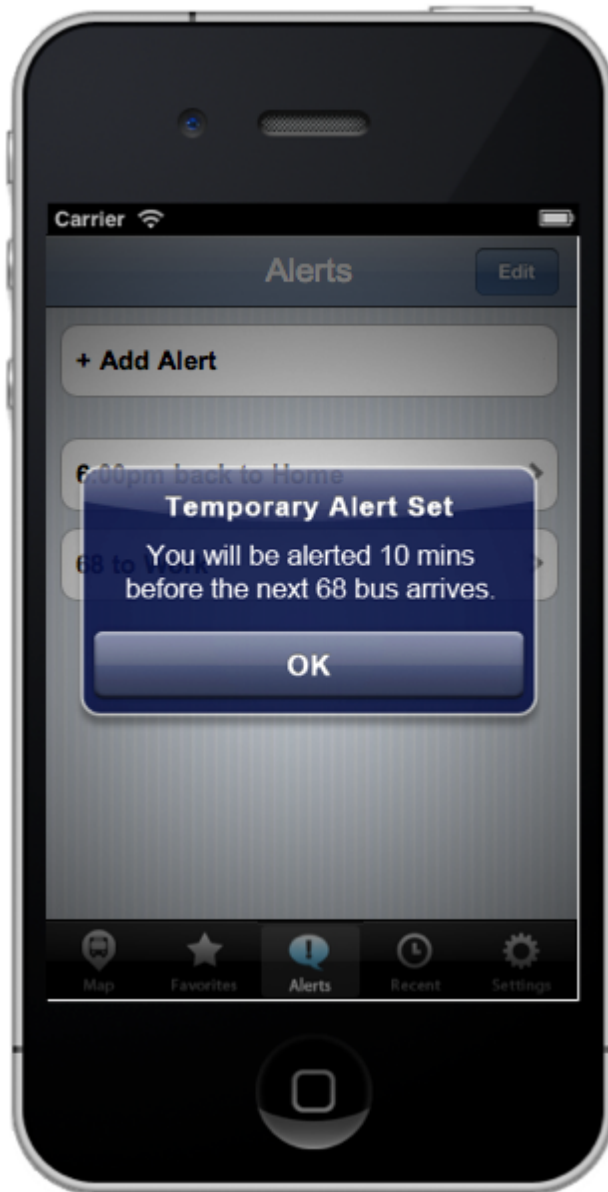 Carrier
Alerts
Edit
+ Add Alert
6:00pm back to Home
Temporary Alert Set
68 to Work
You will be alerted 10 mins
before the next 68 bus arrives.
OK
Map
Favorites
Alerts
Recent
Settings